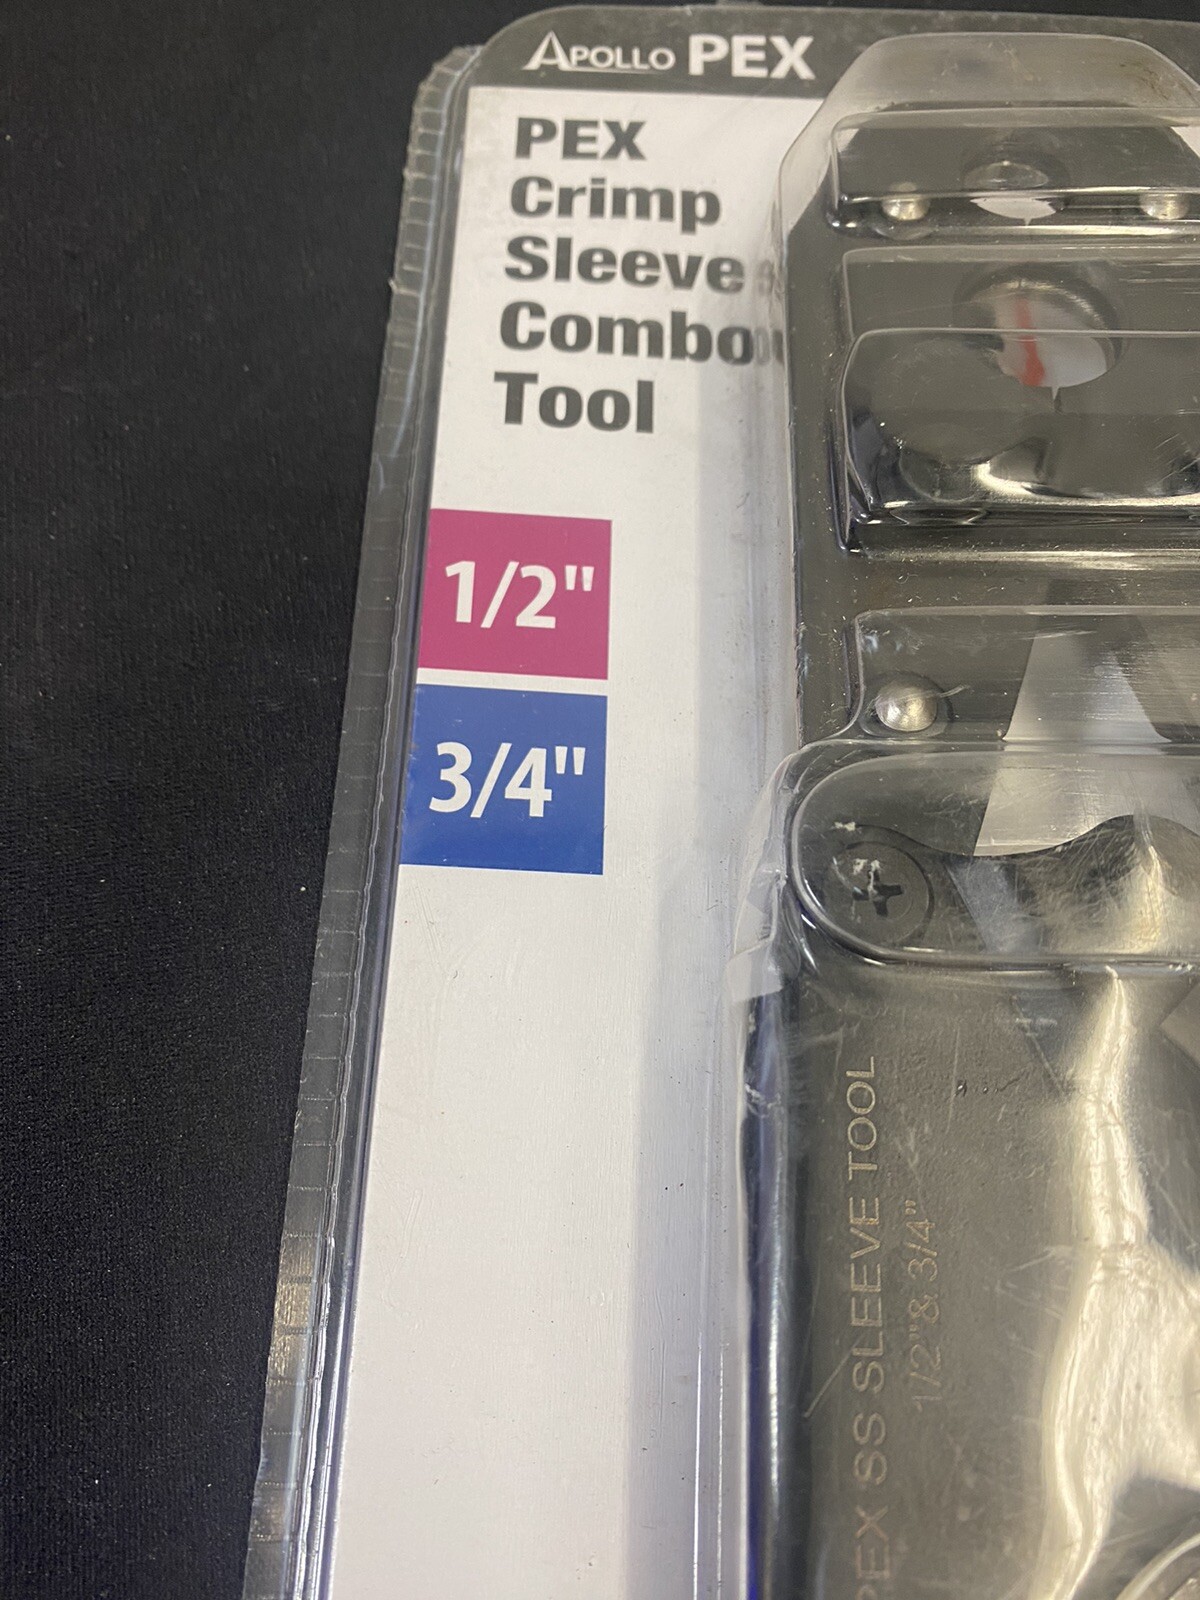 APOLLO PEX
PEX
Crimp
Sleeve
Combo
Tool
1/2"
3/4"
PEX SS SLEEVE TOOL
1/2"& 3/4"